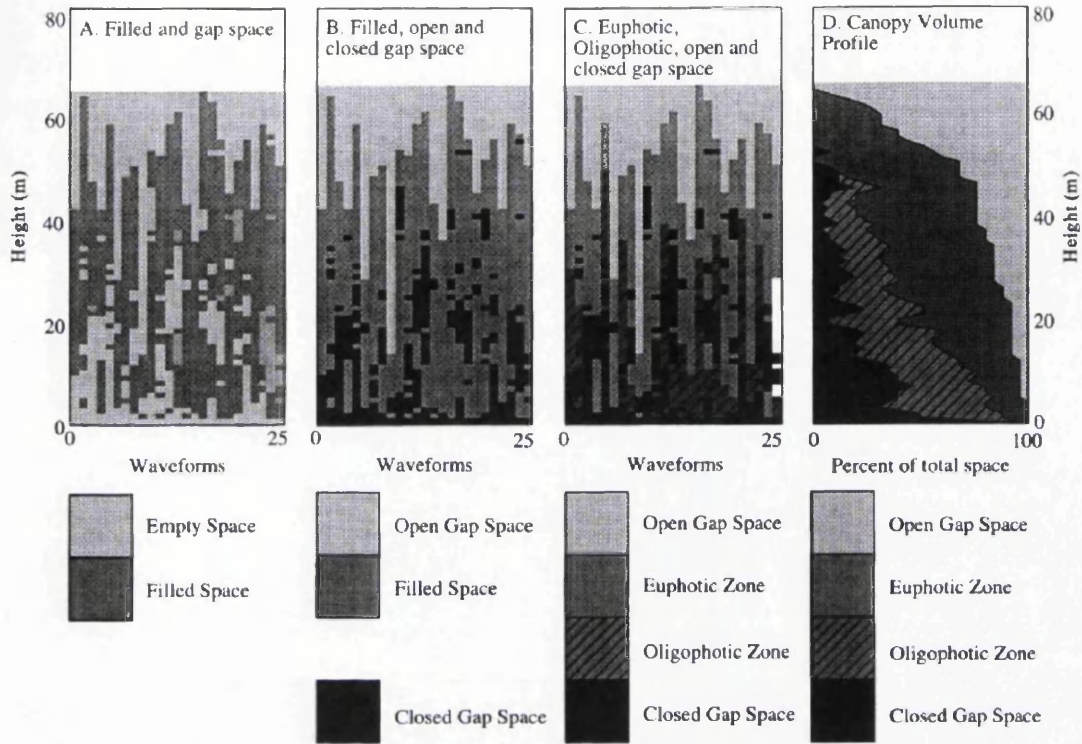 80
A. Filled and gap space
B. Filled, open and
closed gap space
C. Euphotic,
Oligophotic, open and
closed gap space
D. Canopy Volume
Profile
80
60
60
Height (m)
40
40
Height (m)
20
20
0
0
0
25
0
25
0
25
0
100
Waveforms
Waveforms
Waveforms
Percent of total space
Empty Space
Filled Space
Open Gap Space
Filled Space
Closed Gap Space
Open Gap Space
Euphotic Zone
Oligophotic Zone
Closed Gap Space
Open Gap Space
Euphotic Zone
Oligophotic Zone
Closed Gap Space